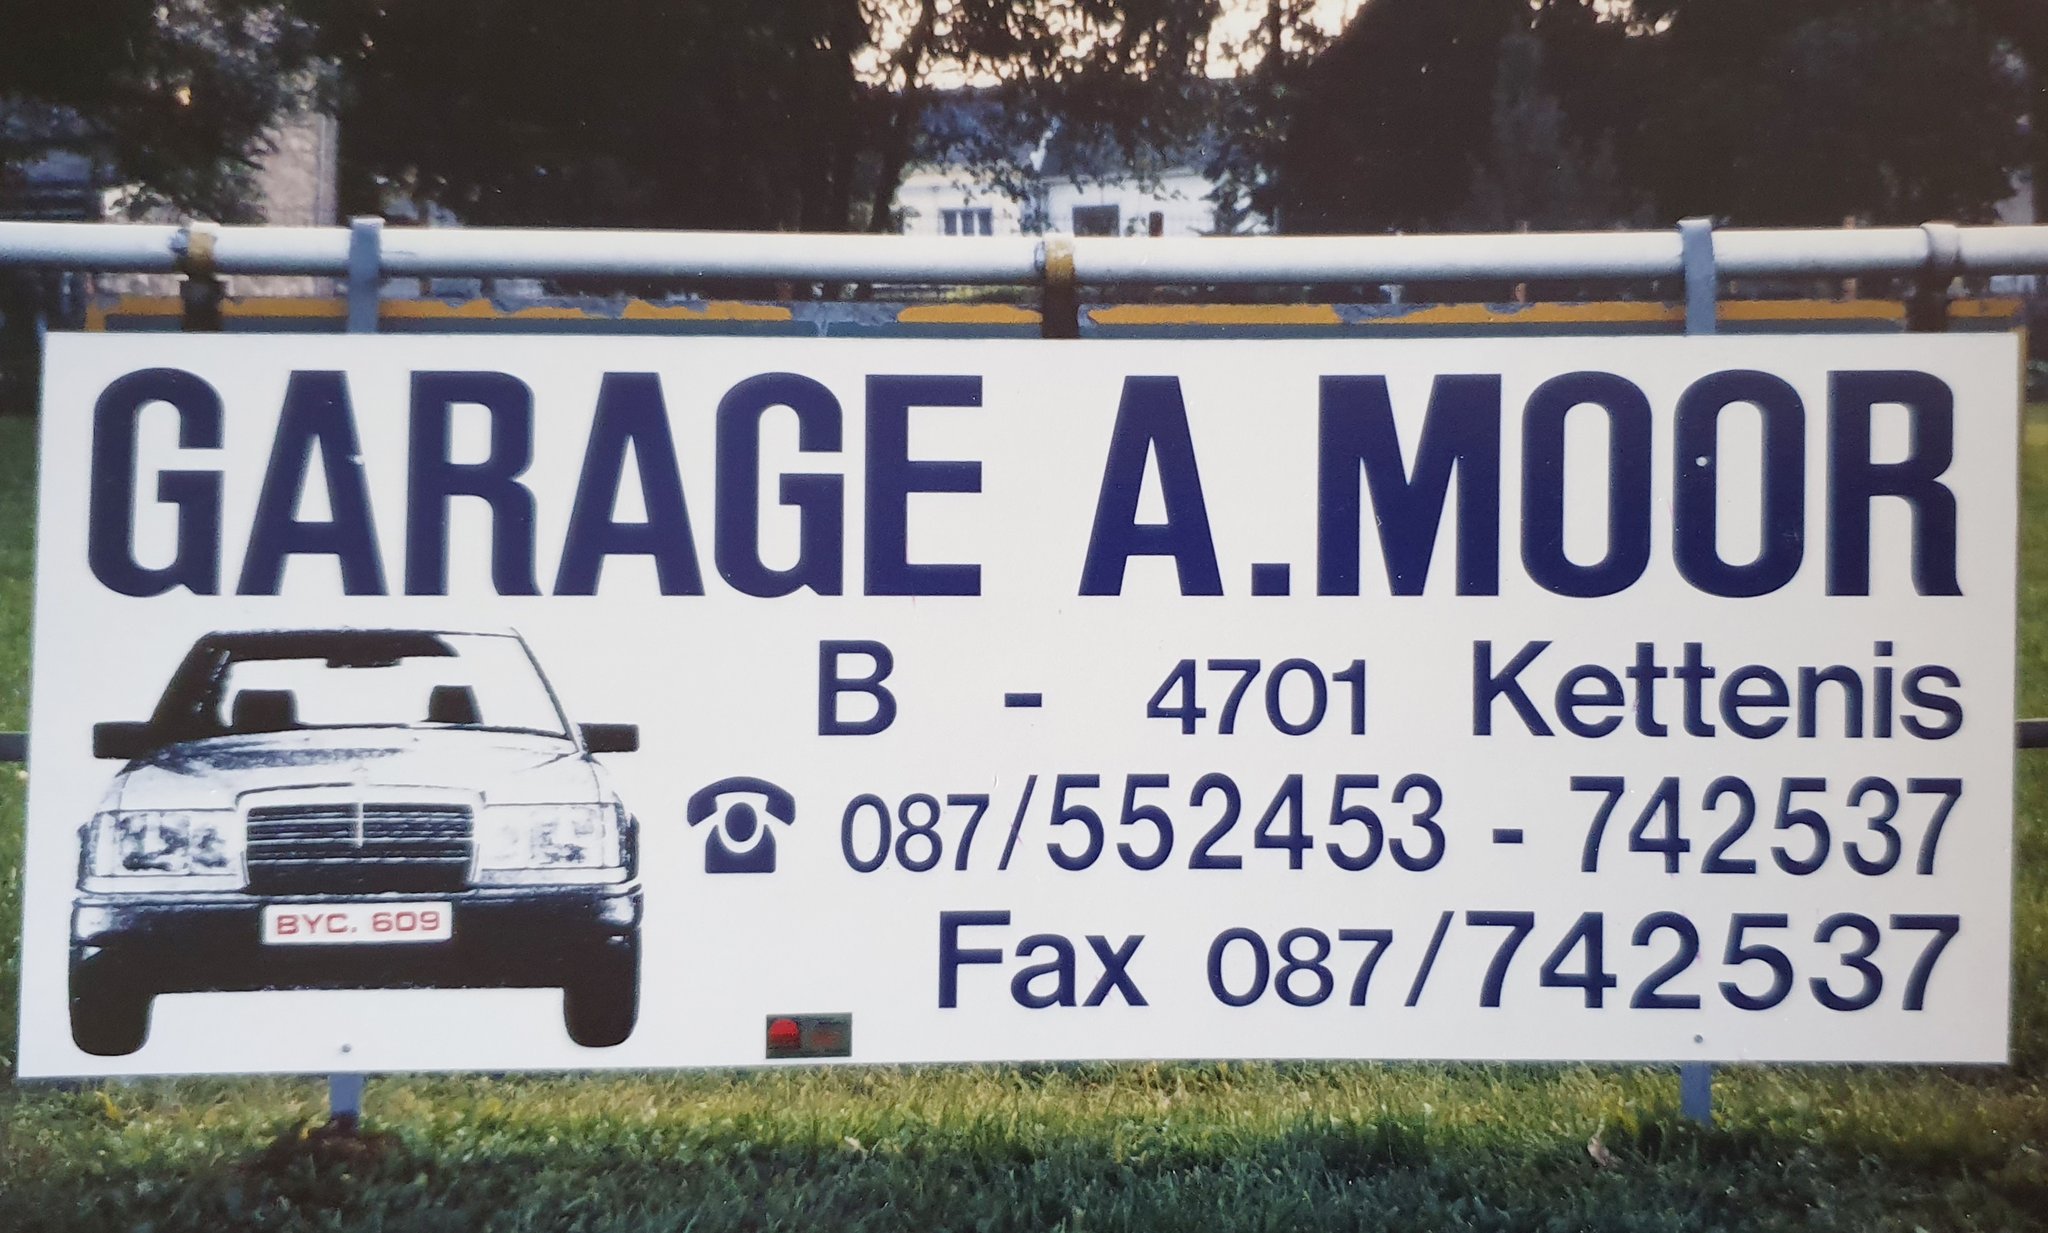 GARAGE A.MOOR
B - 4701 Kettenis
087/552453 - 742537
Fax 087/742537
BYC. 609